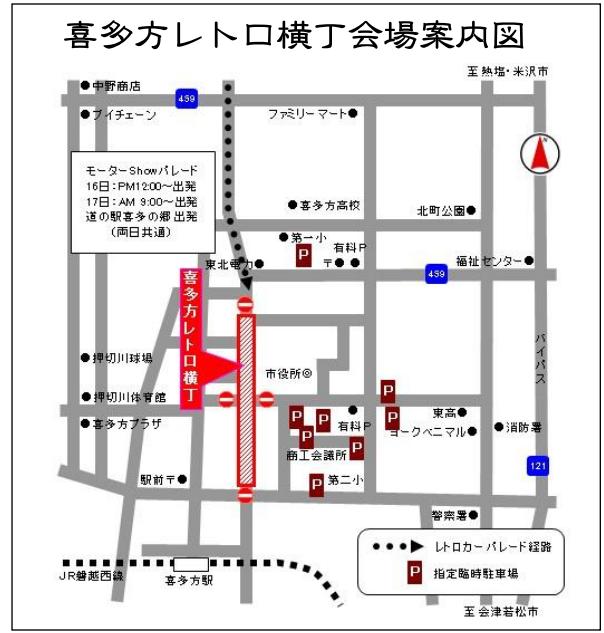 喜多方レトロ横丁会場案内図
至熱塩・米沢市
中野商店
459
ブイチェーン
ファミリーマート
N
モーターShowパレード
16日：PM12:00～出発
17日：AM 9:00～出発
道の駅喜多の郷出発
(両日共通)
喜多方高校
北町公園
第一小
有料P
P
〒
東北電力
福祉センター
459
喜多方レトロ横丁
バイパス
押切川球場
市役所◎
押切川体育館
P
P
P
P
有料P
東高
喜多方プラザ
P
ヨークベニマル
消防署
商工会議所
P
121
駅前〒
P
第二小
警察署
レトロカーパレード経路
P
指定臨時駐車場
JR磐越西線
喜多方駅
至会津若松市